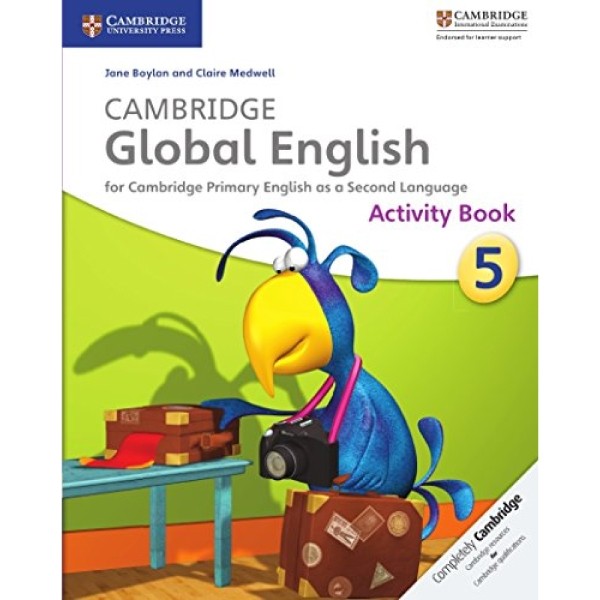 CAMBRIDGE
UNIVERSITY PRESS
CAMBRIDGE
International Examinations
Endorsed for learner support
Jane Boylan and Claire Medwell
CAMBRIDGE
Global English
for Cambridge Primary English as a Second Language
Activity Book
5
Completely Cambridge
Cambridge resources
for
Cambridge qualifications